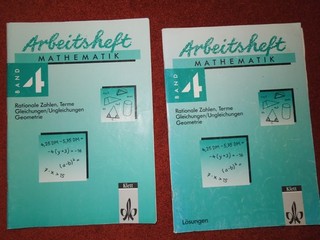 Arbeitsheft
MATHEMATIK
BAND 4
Rationale Zahlen, Terme
Gleichungen/Ungleichungen
Geometrie
Klett
Arbeitsheft
MATHEMATIK
BAND 4
Rationale Zahlen, Terme
Gleichungen/Ungleichungen
Geometrie
Klett
Lösungen